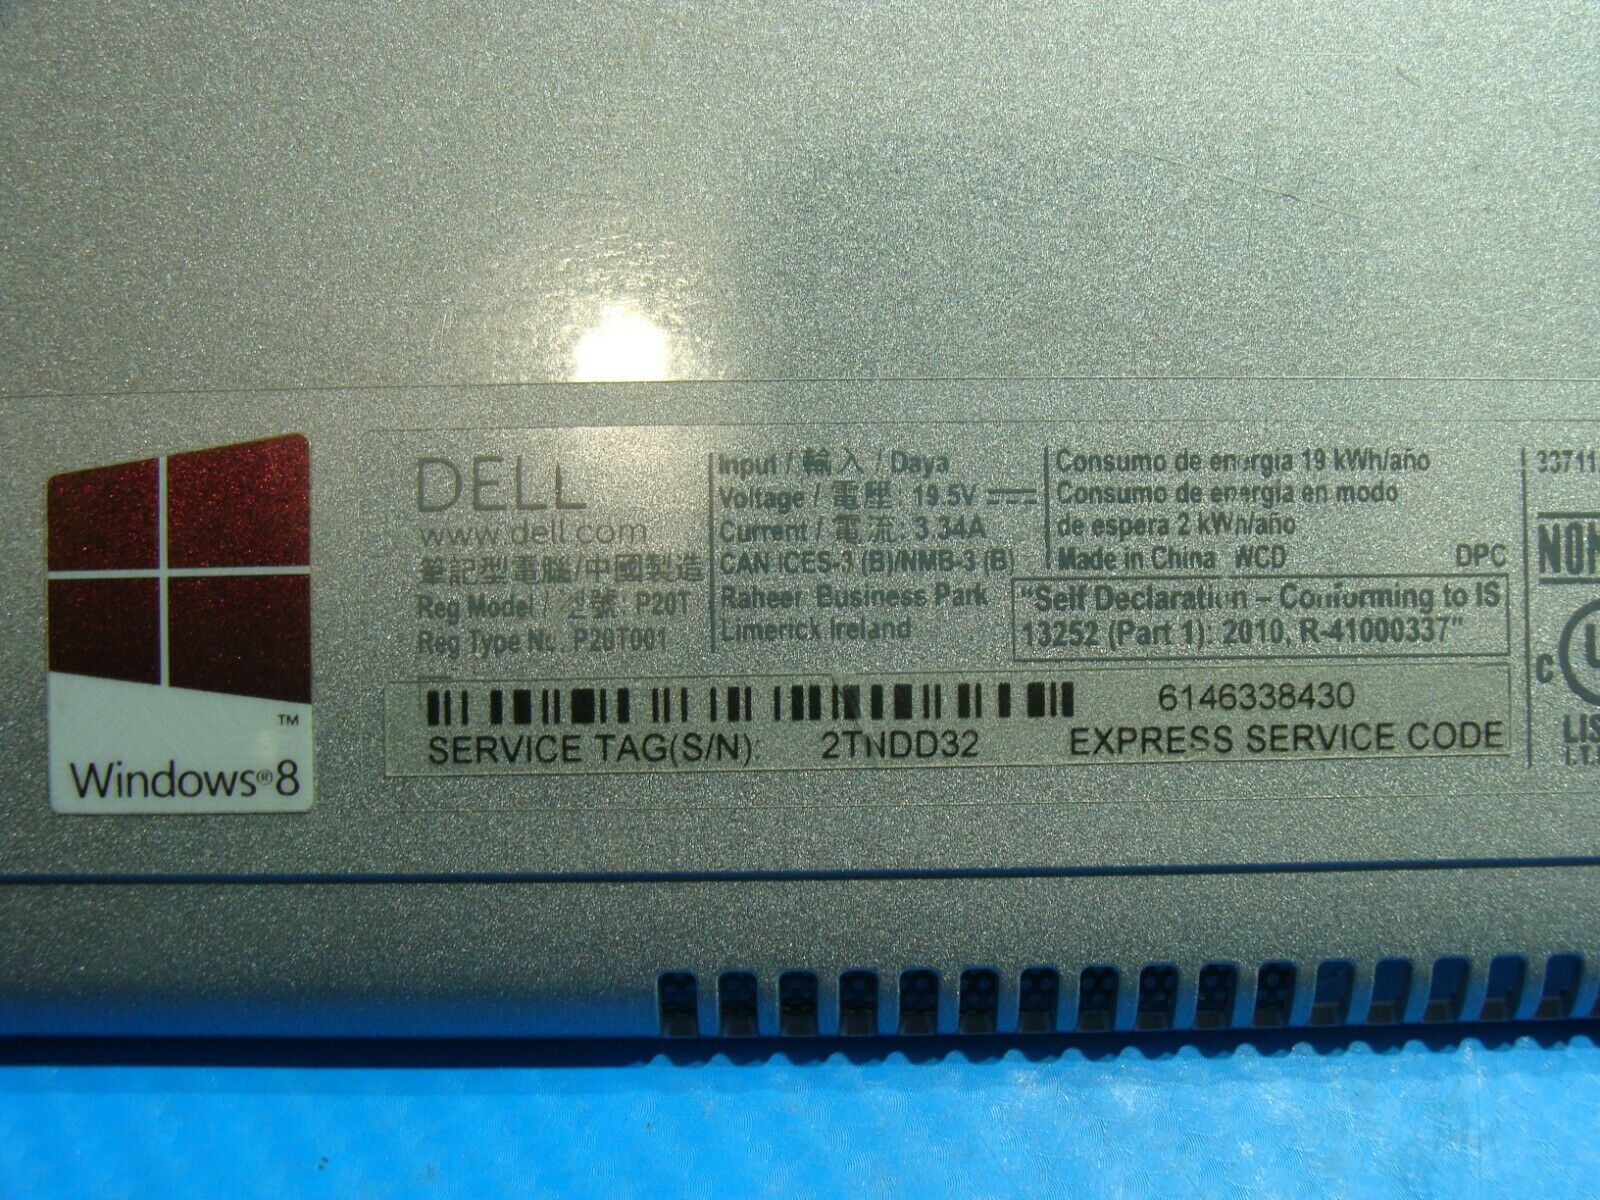 DELL
www.dell.com
筆記型電腦/中國製造
Reg Model / 型號: P20T
Reg Type No.: P20T001
Input / 輸入 / Daya
Voltage / 電壓: 19.5V
Current / 電流: 3.34A
CAN ICES-3 (B)/NMB-3 (B)
Raheen Business Park
Limerick Ireland
Consumo de energía 19 kWh/año
Consumo de energía en modo
de espera 2 kWh/año
Made in China WCD DPC
"Self Declaration – Conforming to IS
13252 (Part 1): 2010, R-41000337"
33711
NOM
C
LIS
I.T.E
6146338430
SERVICE TAG(S/N): 2TNDD32 EXPRESS SERVICE CODE
TM
Windows®8